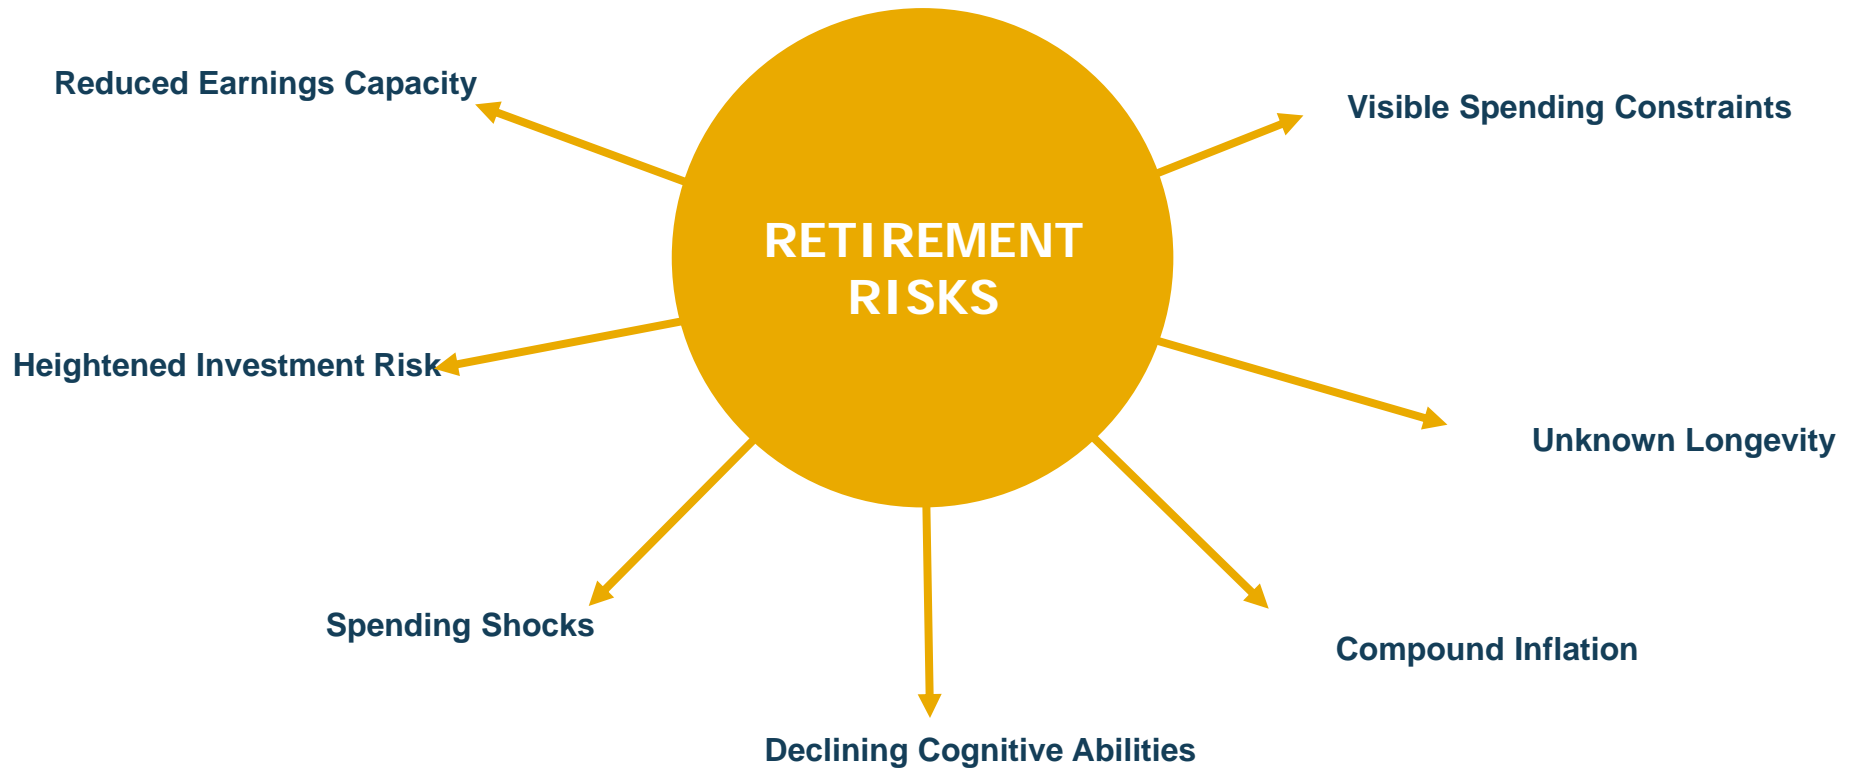 Reduced Earnings Capacity
Visible Spending Constraints
RETIREMENT
RISKS
Heightened Investment Risk
Unknown Longevity
Spending Shocks
Compound Inflation
Declining Cognitive Abilities